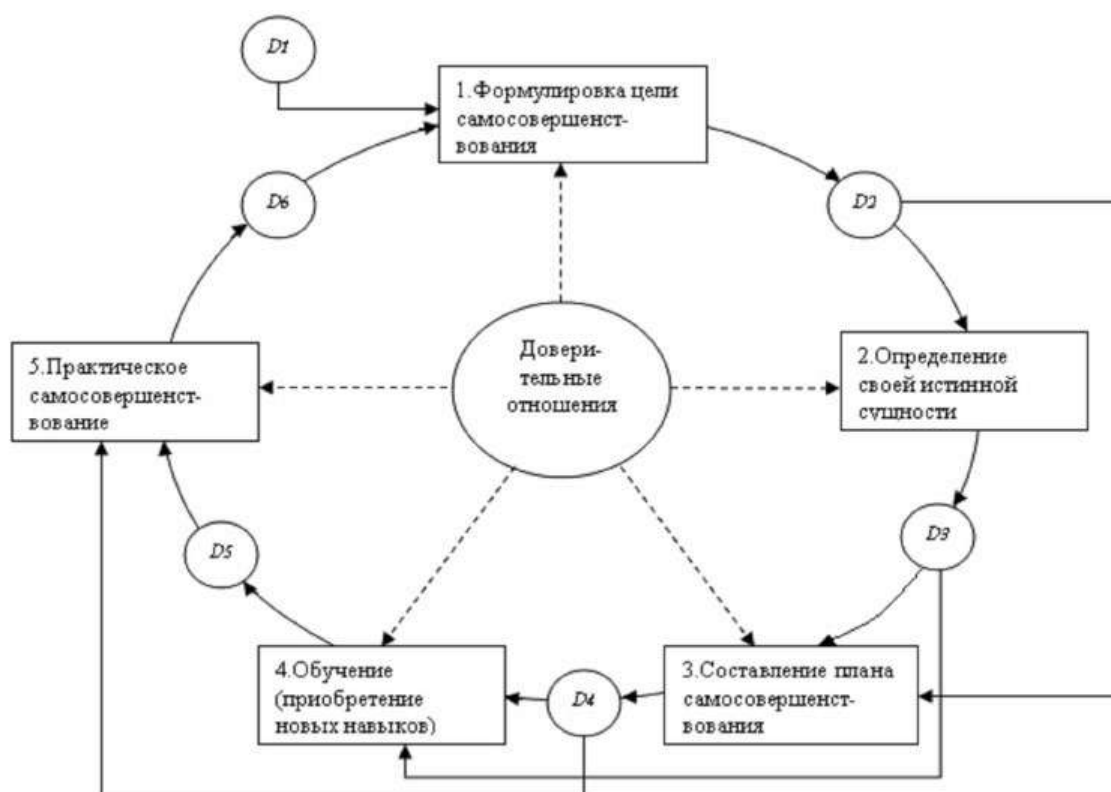 D1
1.Формулировка цели
самосовершенст-
вования
D6
D2
Довери-
тельные
отношения
5.Практическое
самосовершенст-
вование
2.Определение
своей истинной
сущности
D5
D3
4.Обучение
(приобретение
новых навыков)
D4
3.Составление плана
самосовершенст-
вования